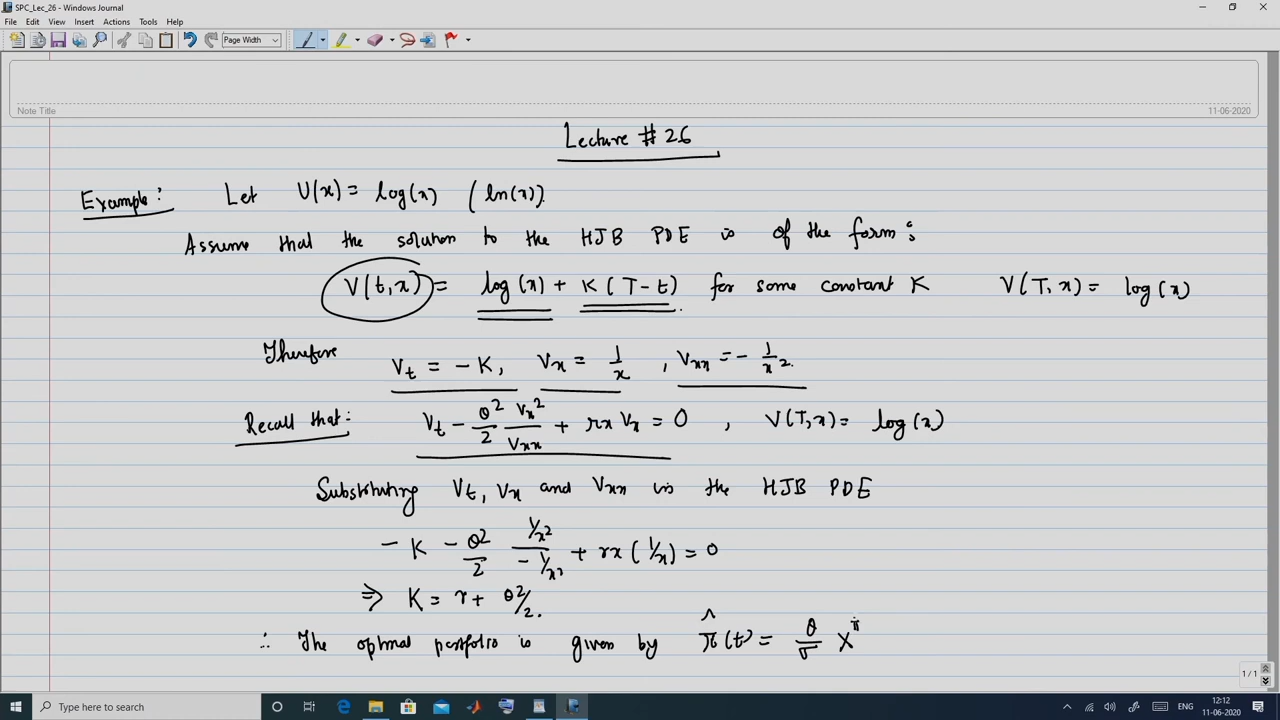 SPC_Lec_26 - Windows Journal
File Edit View Insert Actions Tools Help
Page Width
Note Title
11-06-2020
Lecture # 26
Example: Let U(x) = log(x) (ln(x)).
Assume that the solution to the HJB PDE is of the form:
V(t,x) = log(x) + K(T-t) for some constant K V(T,x) = log(x)
Therefore V_t = -K, V_x = 1/x, V_xx = -1/x²
Recall that: V_t - θ²/2 V_x²/V_xx + rx V_x = 0, V(T,x) = log(x)
Substituting V_t, V_x and V_xx in the HJB PDE
-K - θ²/2 (1/x²)/(-1/x²) + rx(1/x) = 0
⇒ K = r + θ²/2.
∴ The optimal portfolio is given by π̂(t) = θ/σ X^π
1 / 1
Type here to search
ENG
12:12
11-06-2020